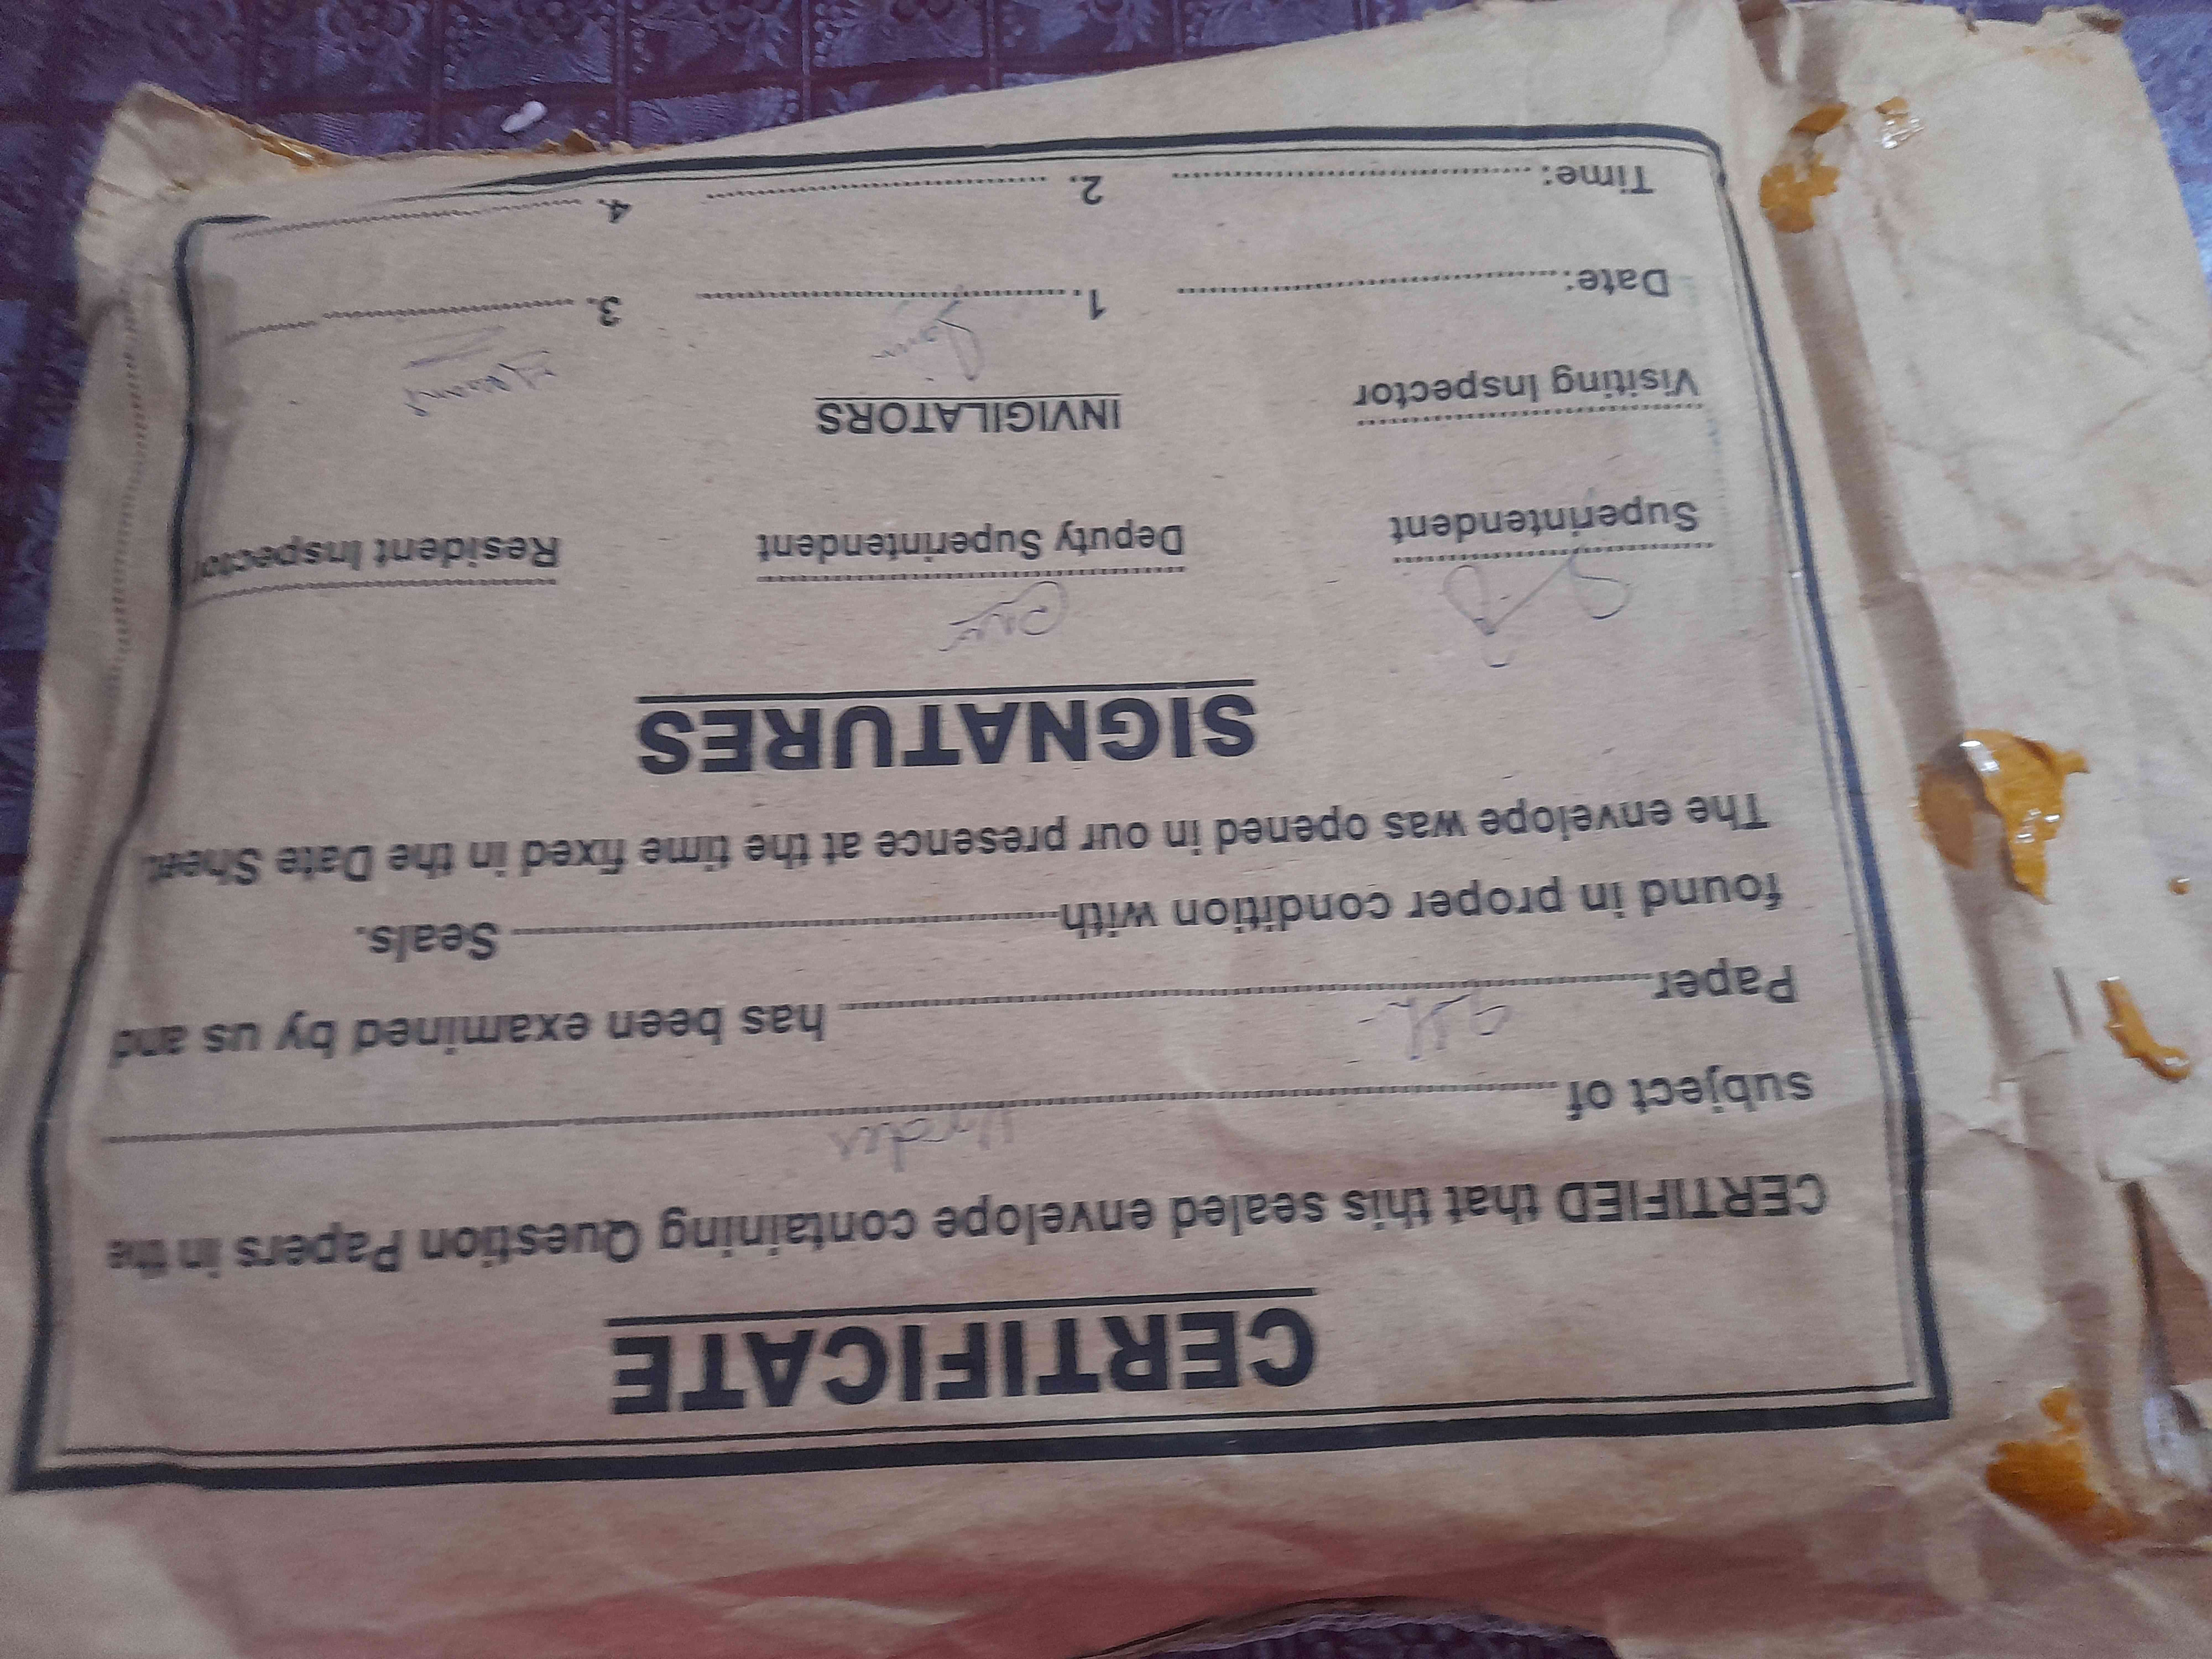 CERTIFICATE
CERTIFIED that this sealed envelope containing Question Papers in the
subject of ........ 
Paper ........ 9th ........ has been examined by us and
found in proper condition with ........ Seals.
The envelope was opened in our presence at the time fixed in the Date Sheet.
SIGNATURES
Superintendent Deputy Superintendent Resident Inspector
Visiting Inspector INVIGILATORS
Date: ........ 1. ........ 3. ........
Time: ........ 2. ........ 4. ........